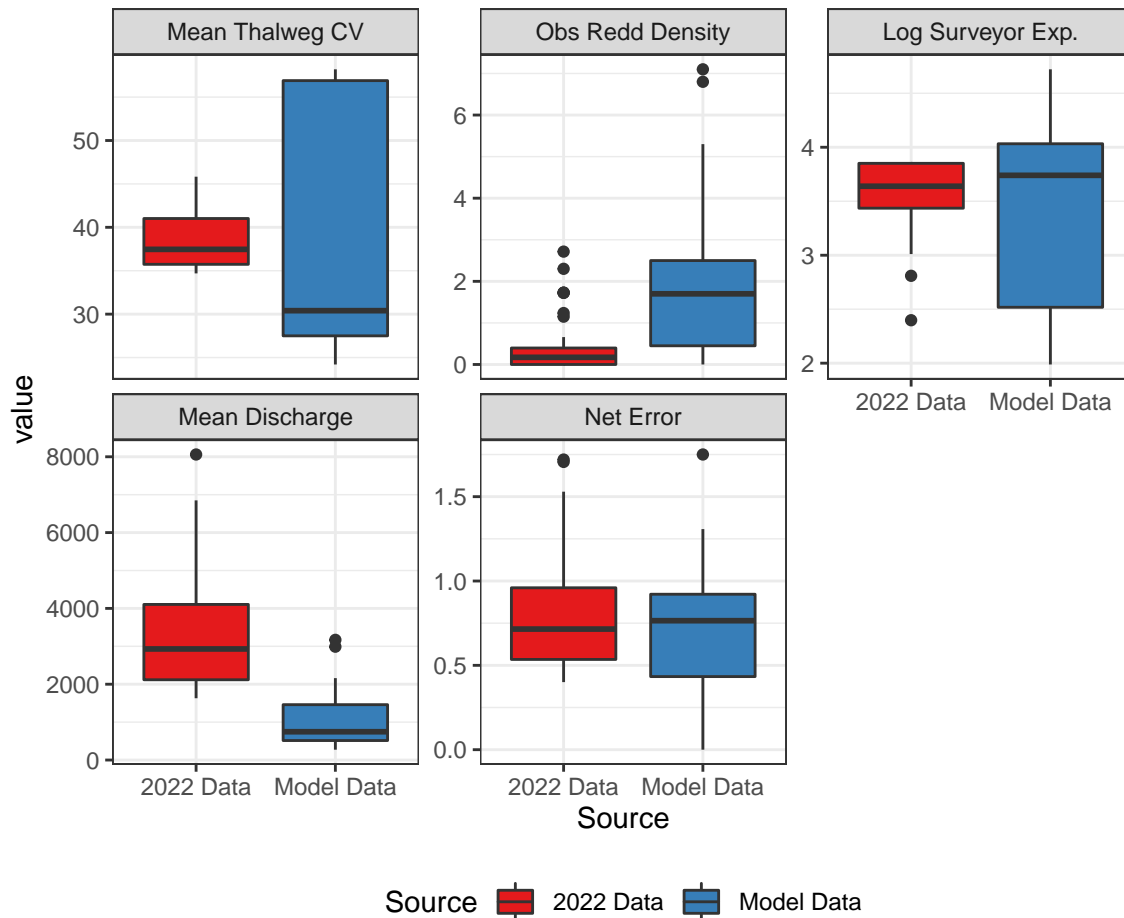 Mean Thalweg CV
Obs Redd Density
Log Surveyor Exp.
50
40
30
6
4
2
0
4
3
2
2022 Data Model Data
Mean Discharge
Net Error
value
8000
6000
4000
2000
0
1.5
1.0
0.5
0.0
2022 Data Model Data
2022 Data Model Data
Source
Source 2022 Data Model Data